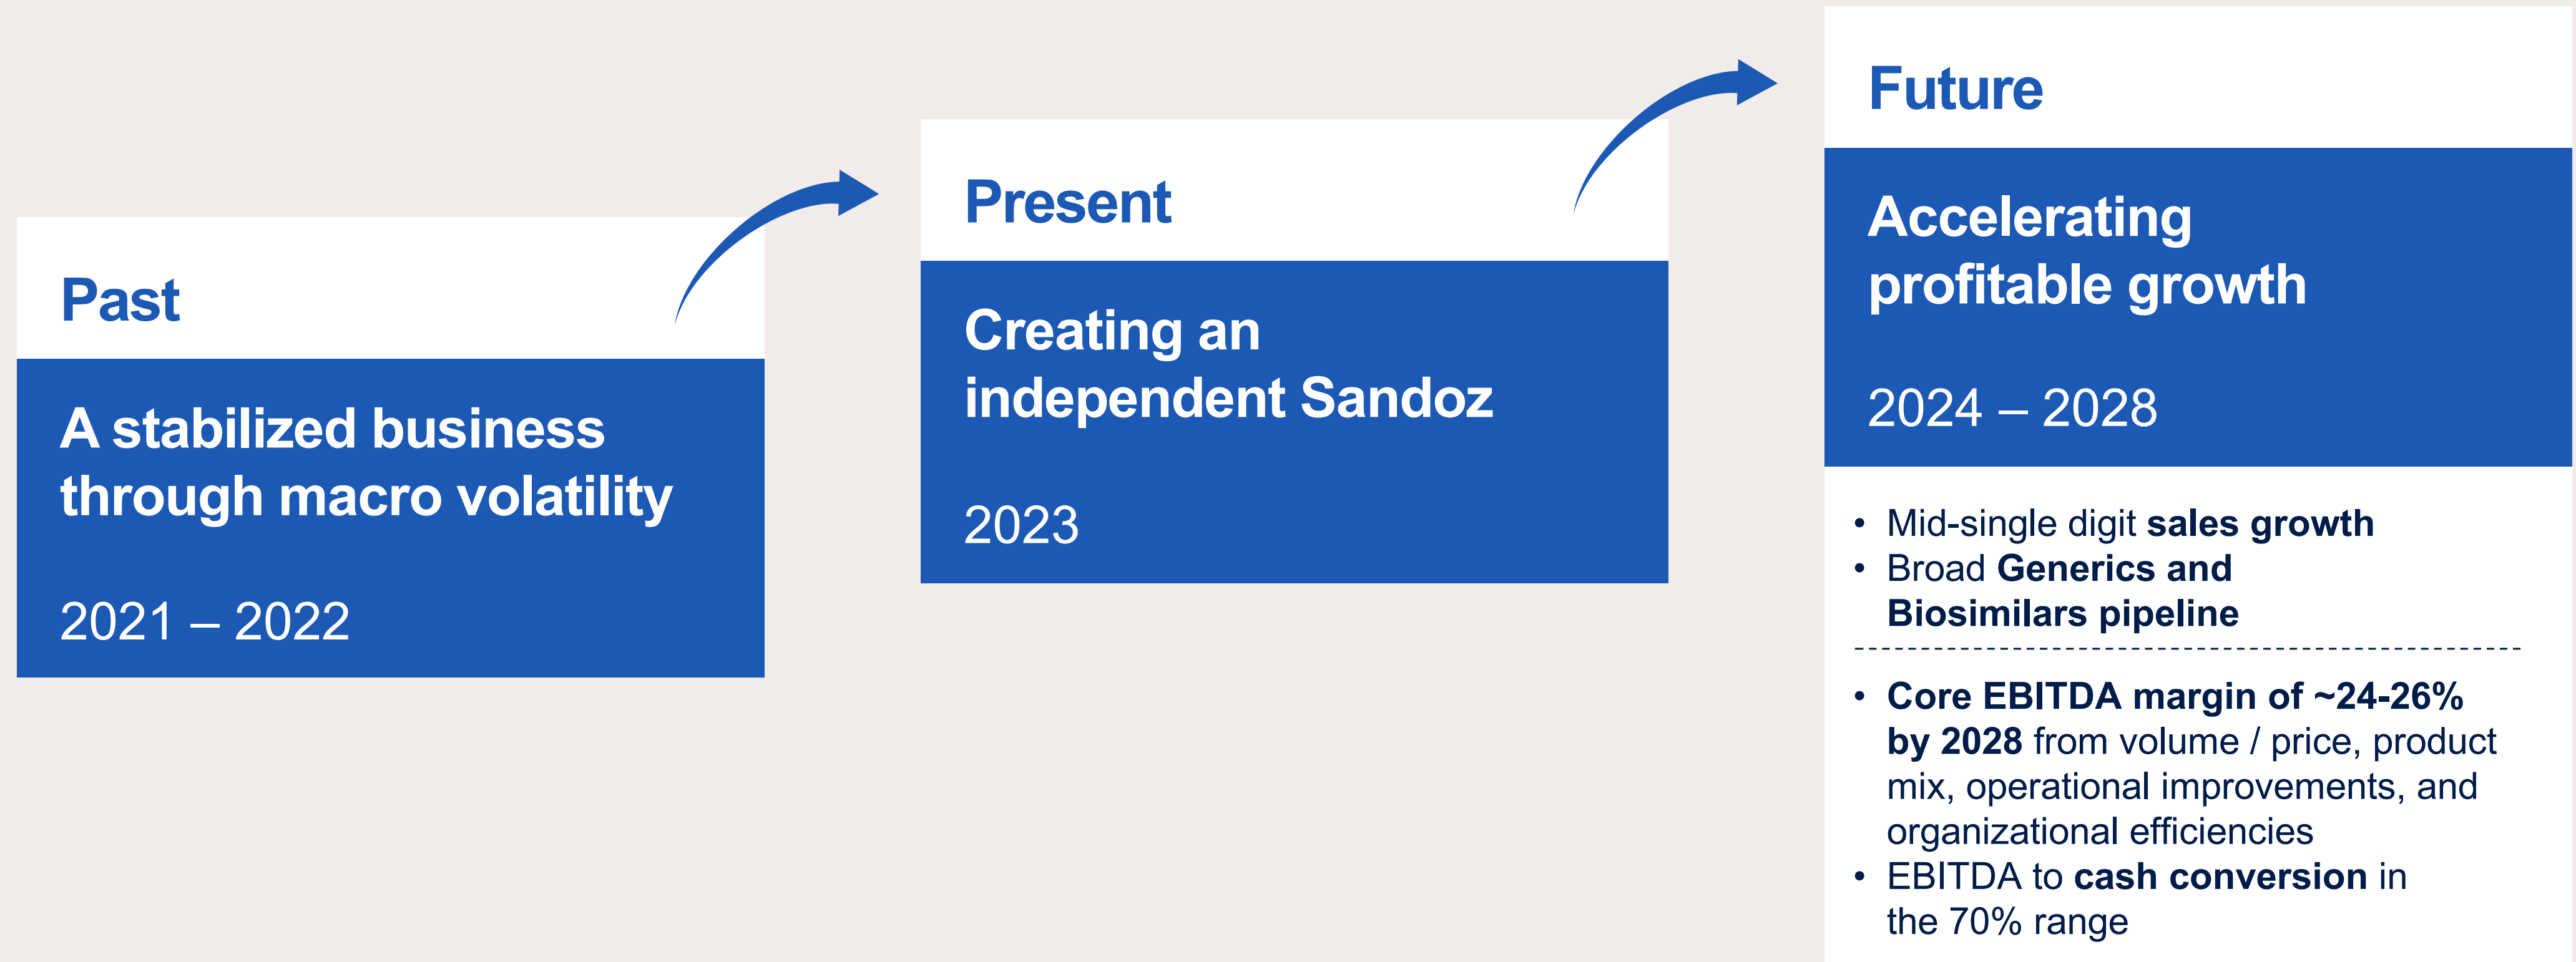 Past
A stabilized business
through macro volatility
2021 – 2022
Present
Creating an
independent Sandoz
2023
Future
Accelerating
profitable growth
2024 – 2028
• Mid-single digit sales growth
• Broad Generics and
Biosimilars pipeline
• Core EBITDA margin of ~24-26%
by 2028 from volume / price, product
mix, operational improvements, and
organizational efficiencies
• EBITDA to cash conversion in
the 70% range